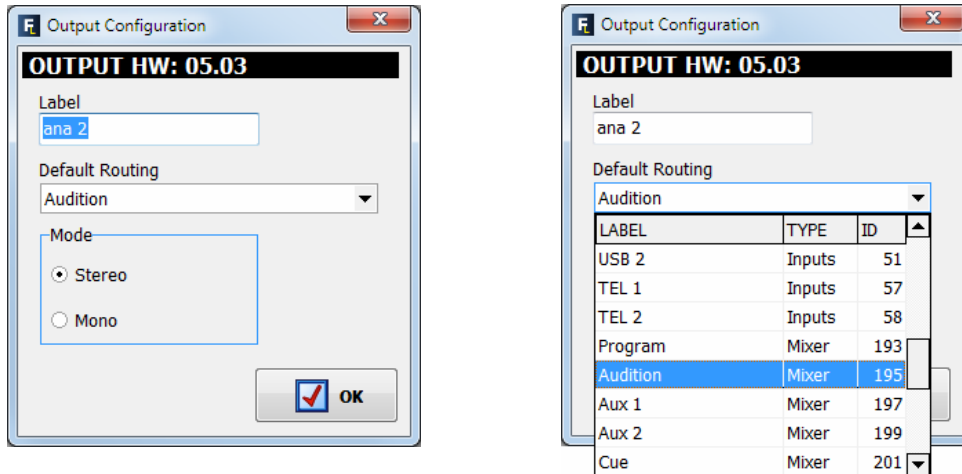 Output Configuration
OUTPUT HW: 05.03
Label
ana 2
Default Routing
Audition
Mode
Stereo
Mono
OK
Output Configuration
OUTPUT HW: 05.03
Label
ana 2
Default Routing
Audition
LABEL TYPE ID
USB 2 Inputs 51
TEL 1 Inputs 57
TEL 2 Inputs 58
Program Mixer 193
Audition Mixer 195
Aux 1 Mixer 197
Aux 2 Mixer 199
Cue Mixer 201